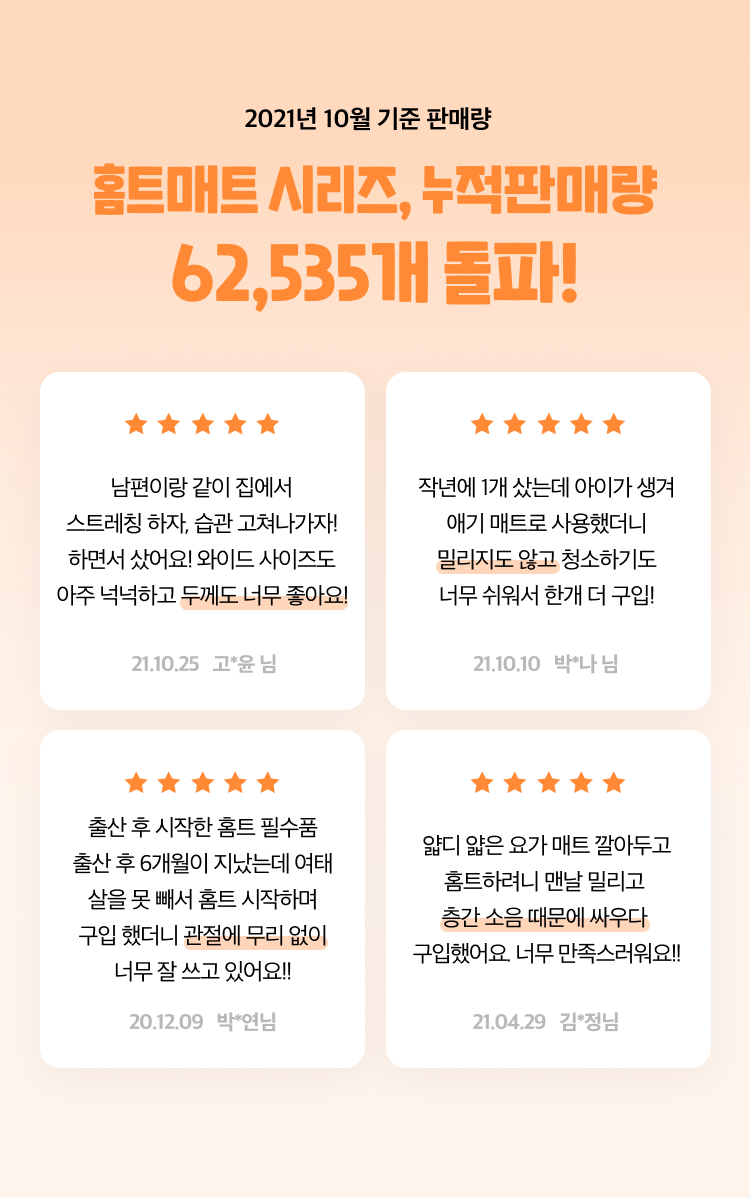 2021년 10월 기준 판매량
홈트매트 시리즈, 누적판매량
62,535개 돌파!
남편이랑 같이 집에서
스트레칭 하자, 습관 고쳐나가자!
하면서 샀어요! 와이드 사이즈도
아주 넉넉하고 두께도 너무 좋아요!
21.10.25 고*윤 님
작년에 1개 샀는데 아이가 생겨
애기 매트로 사용했더니
밀리지도 않고 청소하기도
너무 쉬워서 한개 더 구입!
21.10.10 박*나 님
출산 후 시작한 홈트 필수품
출산 후 6개월이 지났는데 여태
살을 못 빼서 홈트 시작하며
구입 했더니 관절에 무리 없이
너무 잘 쓰고 있어요!!
20.12.09 박*연님
얇디 얇은 요가 매트 깔아두고
홈트하려니 맨날 밀리고
층간 소음 때문에 싸우다
구입했어요. 너무 만족스러워요!!
21.04.29 김*정님